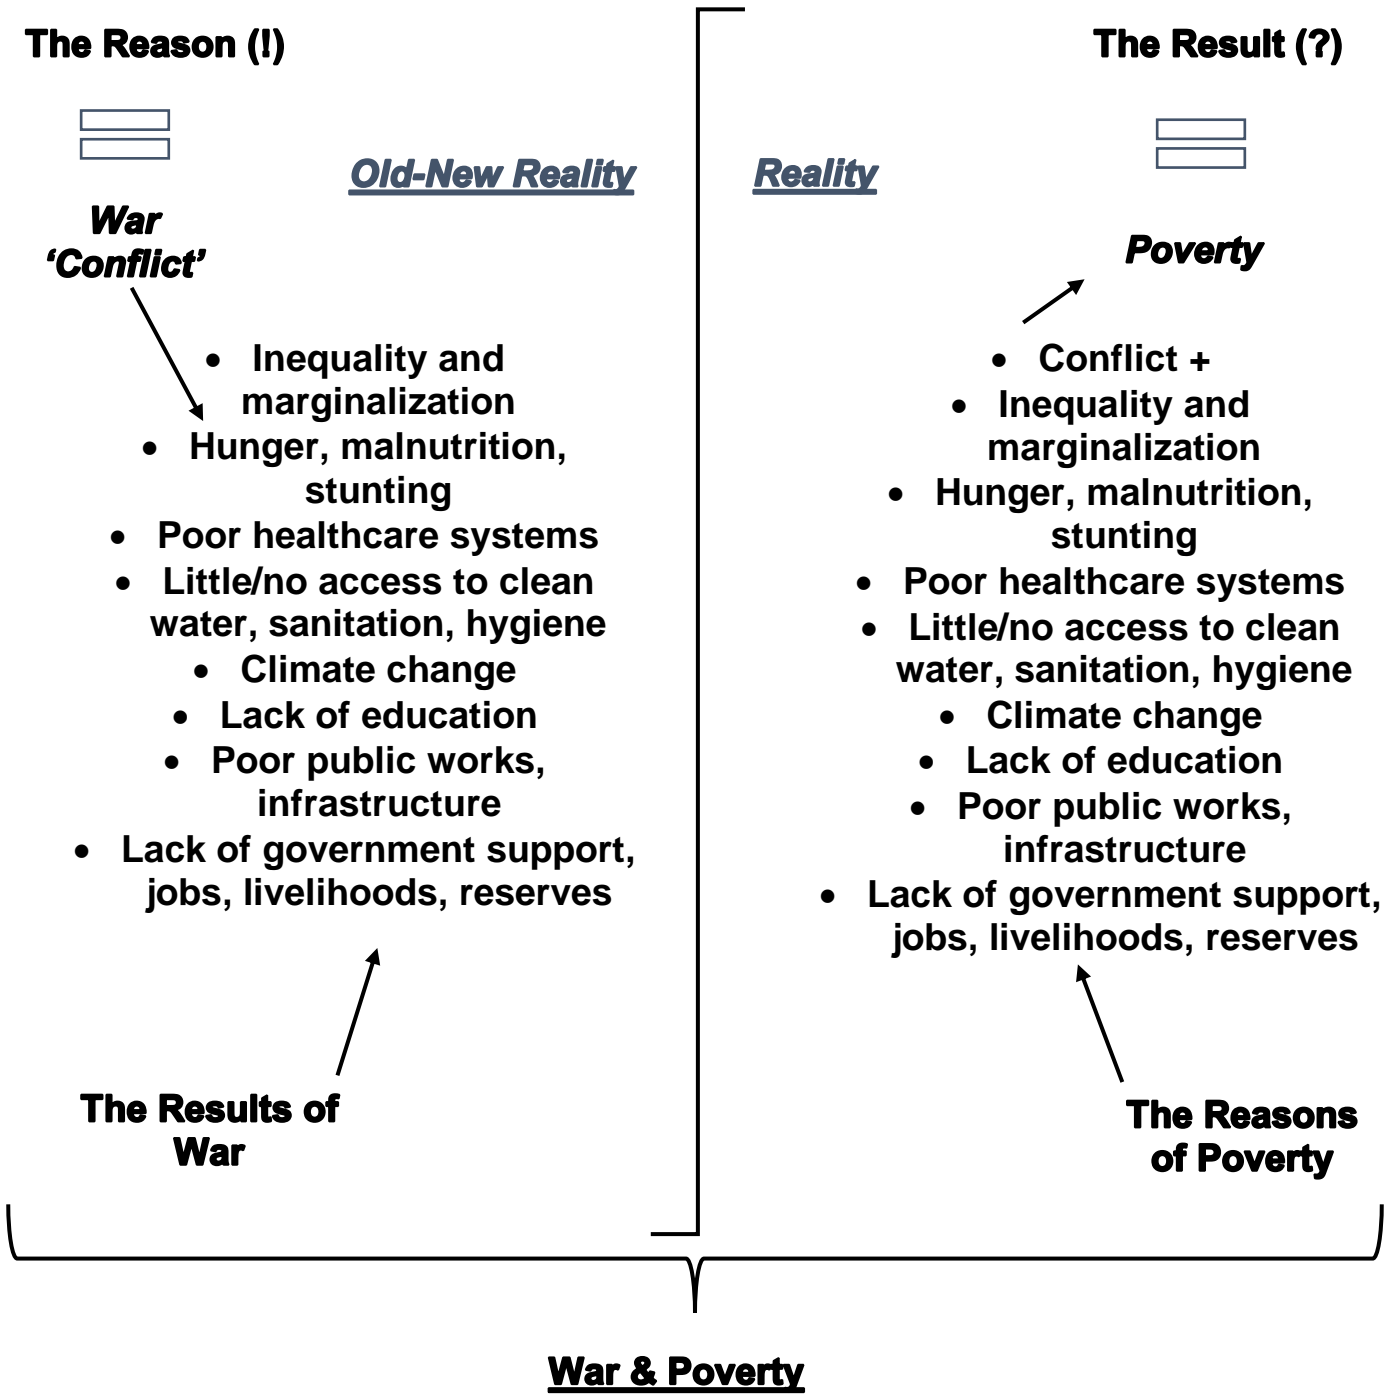 The Reason (!)
Old-New Reality
War
‘Conflict’
• Inequality and
marginalization
• Hunger, malnutrition,
stunting
• Poor healthcare systems
• Little/no access to clean
water, sanitation, hygiene
• Climate change
• Lack of education
• Poor public works,
infrastructure
• Lack of government support,
jobs, livelihoods, reserves
The Results of
War
The Result (?)
Reality
Poverty
• Conflict +
• Inequality and
marginalization
• Hunger, malnutrition,
stunting
• Poor healthcare systems
• Little/no access to clean
water, sanitation, hygiene
• Climate change
• Lack of education
• Poor public works,
infrastructure
• Lack of government support,
jobs, livelihoods, reserves
The Reasons
of Poverty
War & Poverty